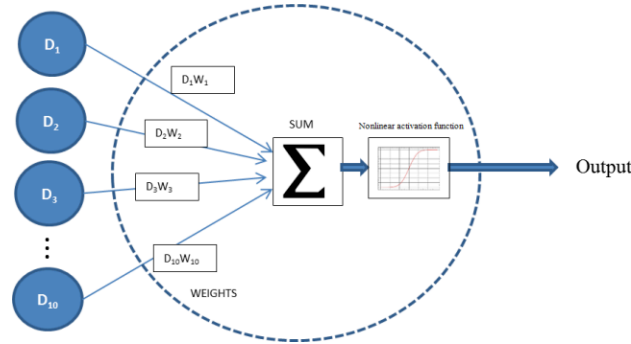 D1
D1W1
D2
D2W2
SUM
Nonlinear activation function
Σ
D3
D3W3
Output
D10W10
D10
WEIGHTS